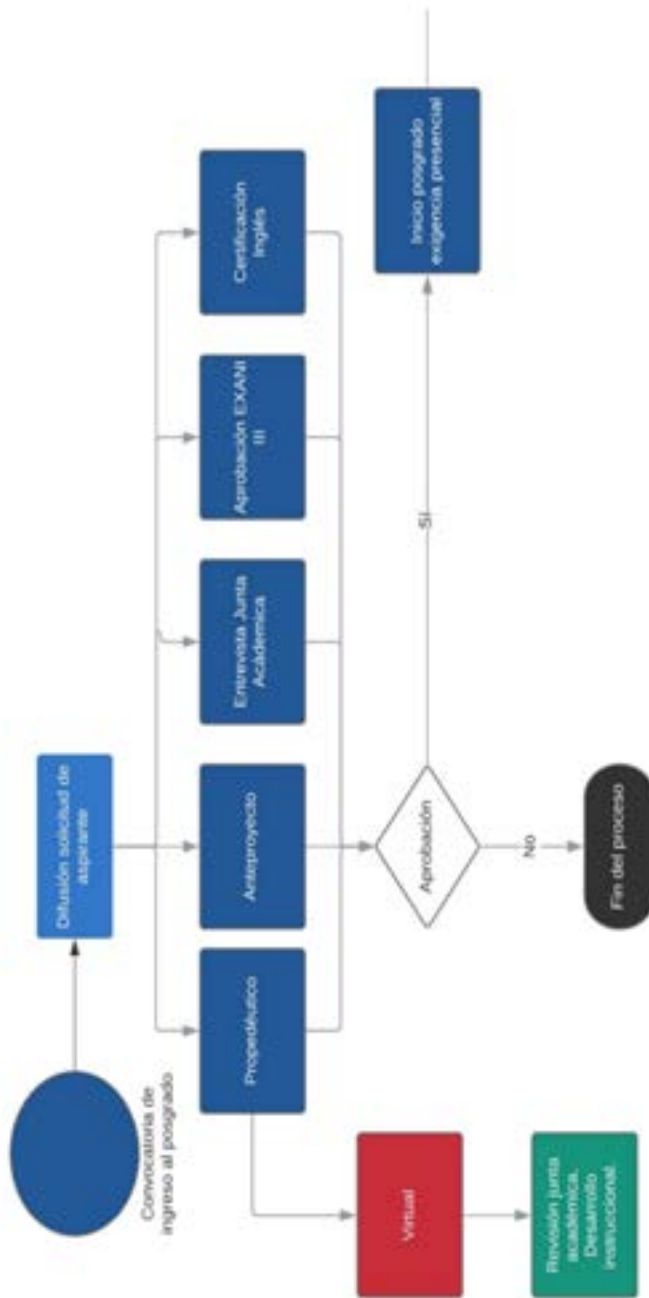 Convocatoria de
ingreso al posgrado
Difusión solicitud de
aspirante
Propedéutico
Anteproyecto
Entrevista Junta
Acádemica
Aprobación EXANI
III
Certificación
Inglés
Virtual
Revisión junta
académica.
Desarrollo
instruccional.
Aprobación
No
Fin del proceso
SI
Inicio posgrado
exigencia presencial